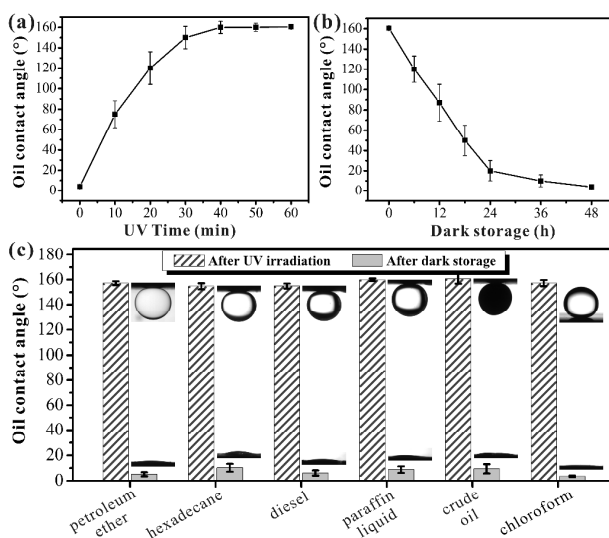 (a)
160
140
120
100
80
60
40
20
0
Oil contact angle (°)
0 10 20 30 40 50 60
UV Time (min)
(b)
160
140
120
100
80
60
40
20
0
Oil contact angle (°)
0 12 24 36 48
Dark storage (h)
(c)
180
160
140
120
100
80
60
40
20
0
Oil contact angle (°)
After UV irradiation
After dark storage
petroleum
ether
hexadecane
diesel
paraffin
liquid
crude
oil
chloroform